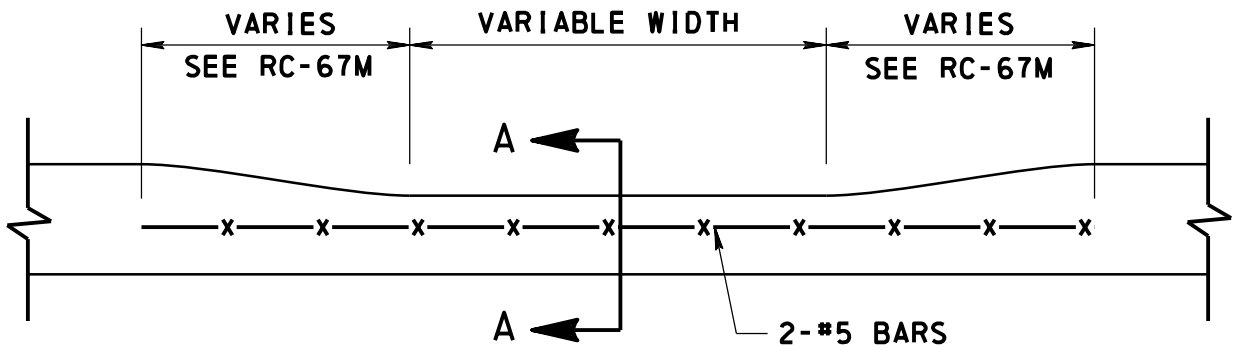 VARIES
SEE RC-67M
VARIABLE WIDTH
VARIES
SEE RC-67M
A
A
2-#5 BARS